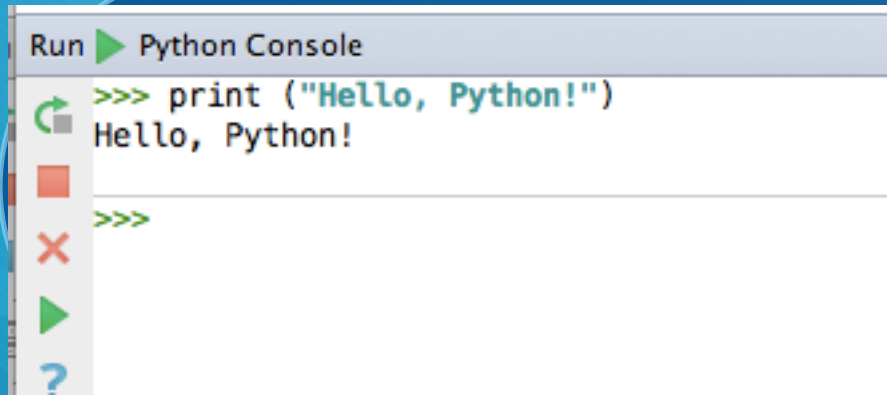 Run Python Console
>>> print ("Hello, Python!")
Hello, Python!
>>>
?